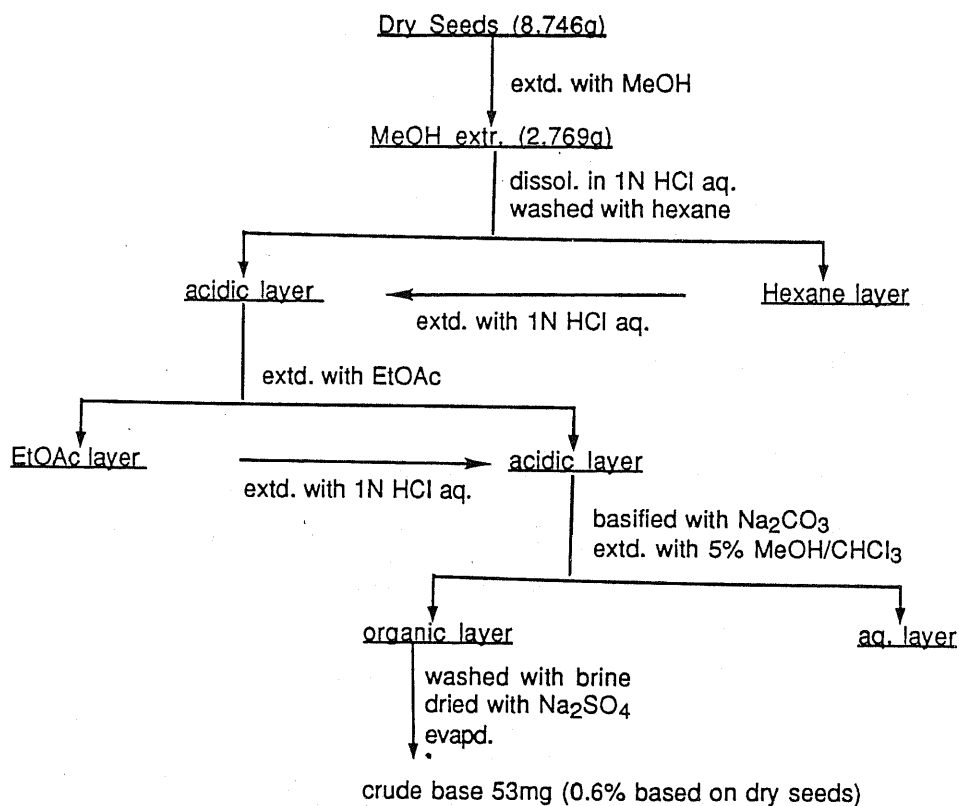 Dry Seeds (8.746g)
extd. with MeOH
MeOH extr. (2.769g)
dissol. in 1N HCl aq.
washed with hexane
acidic layer
Hexane layer
extd. with 1N HCl aq.
extd. with EtOAc
EtOAc layer
acidic layer
extd. with 1N HCl aq.
basified with Na2CO3
extd. with 5% MeOH/CHCl3
organic layer
aq. layer
washed with brine
dried with Na2SO4
evapd.
crude base 53mg (0.6% based on dry seeds)